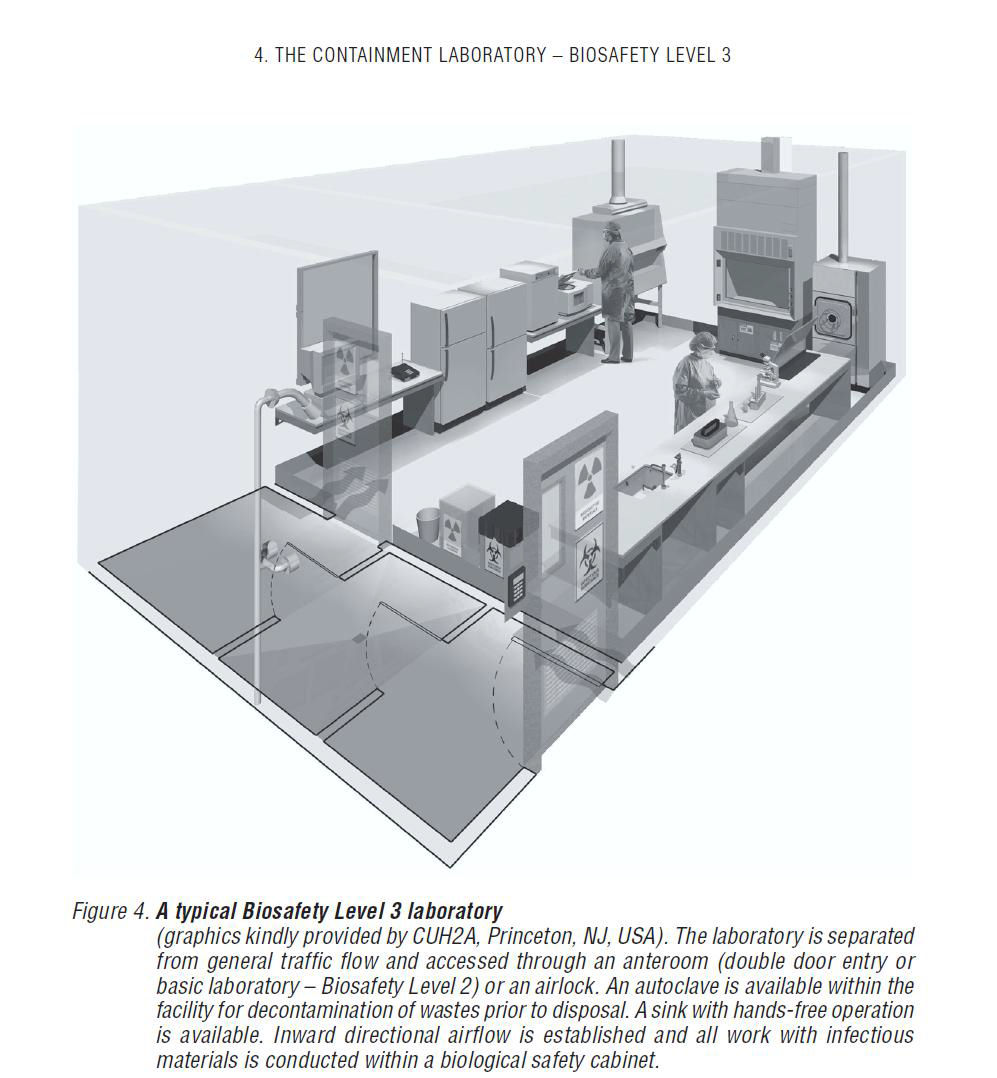 4. THE CONTAINMENT LABORATORY – BIOSAFETY LEVEL 3
Figure 4. A typical Biosafety Level 3 laboratory
(graphics kindly provided by CUH2A, Princeton, NJ, USA). The laboratory is separated
from general traffic flow and accessed through an anteroom (double door entry or
basic laboratory – Biosafety Level 2) or an airlock. An autoclave is available within the
facility for decontamination of wastes prior to disposal. A sink with hands-free operation
is available. Inward directional airflow is established and all work with infectious
materials is conducted within a biological safety cabinet.